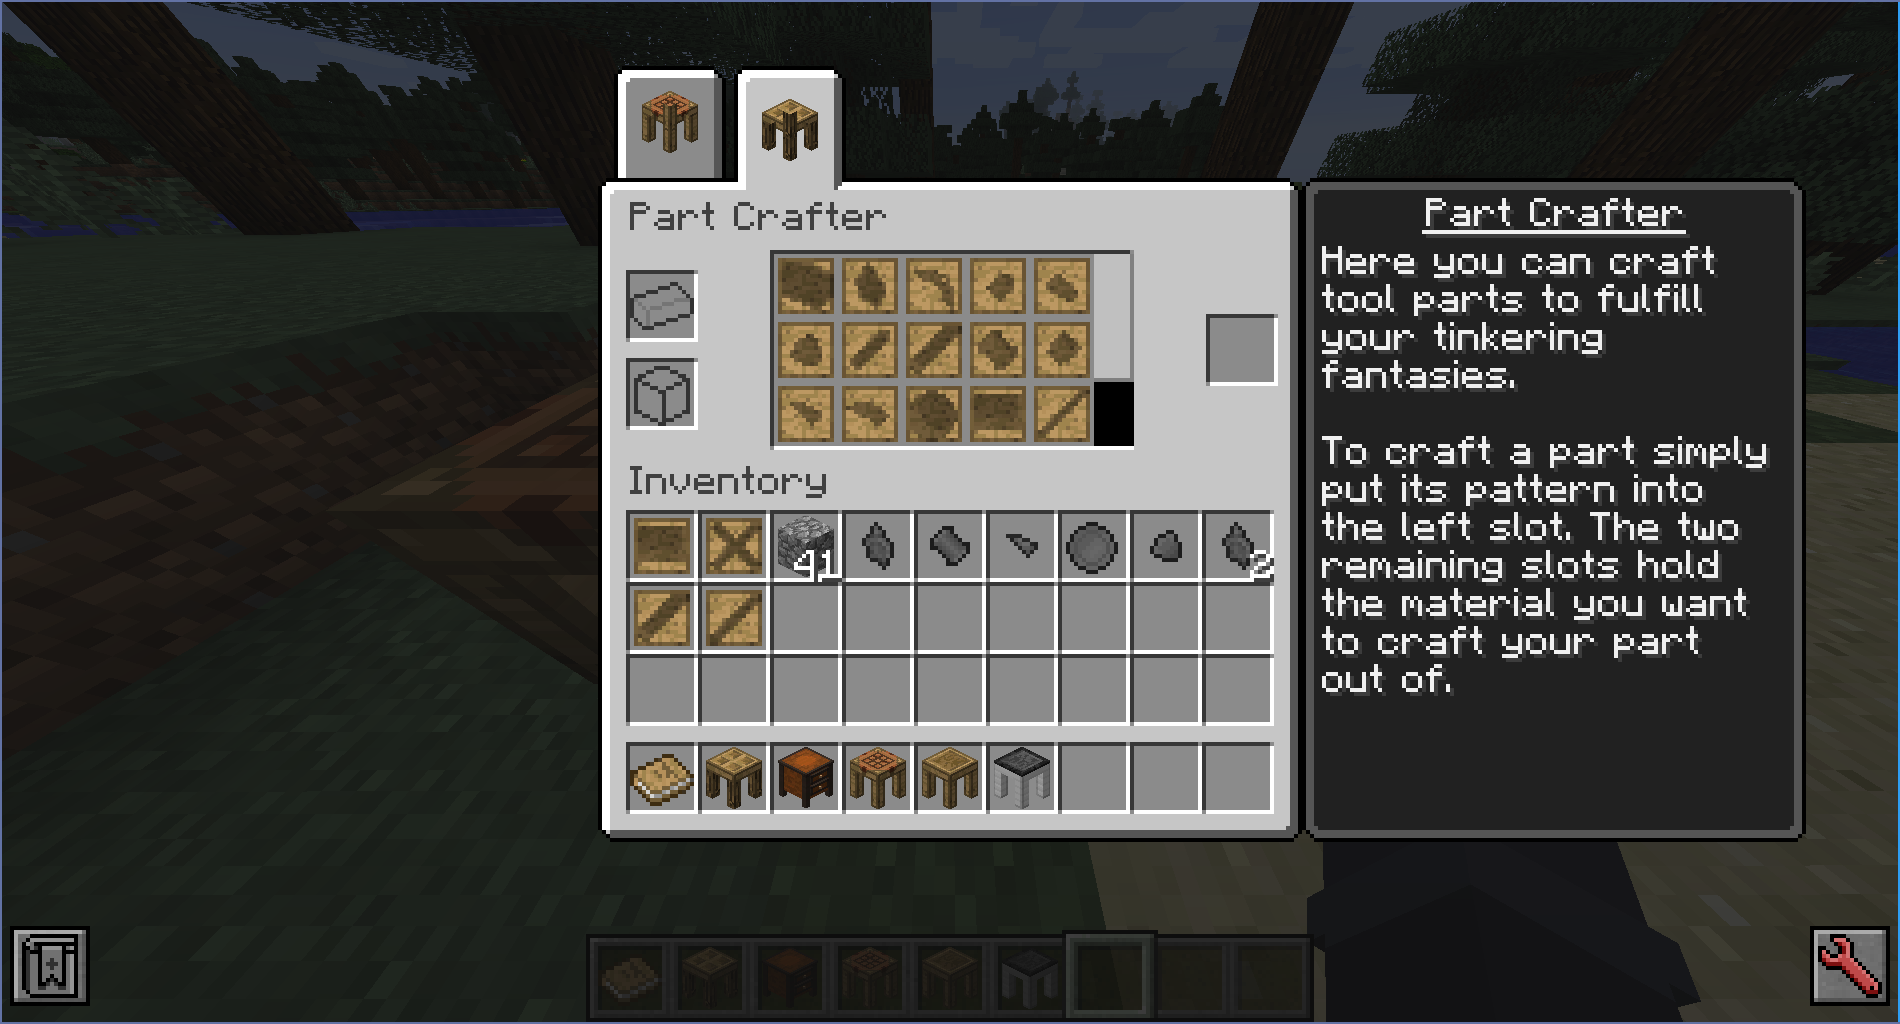 Part Crafter
Part Crafter
Here you can craft
tool parts to fulfill
your tinkering
fantasies.
To craft a part simply
put its pattern into
the left slot. The two
remaining slots hold
the material you want
to craft your part
out of.
Inventory
41
2